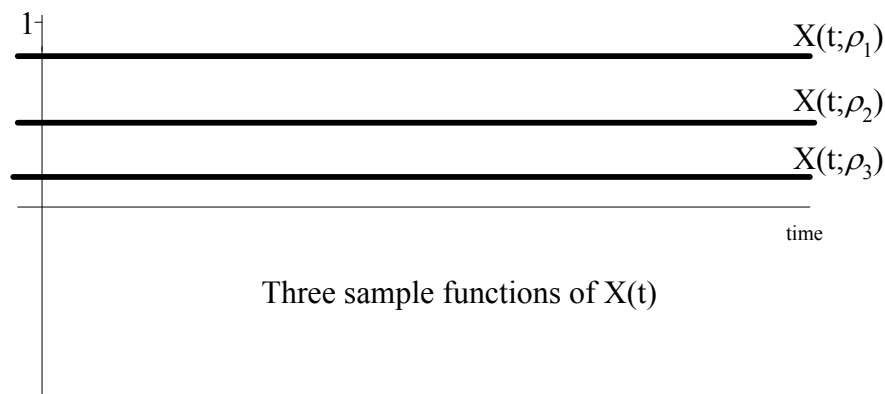 1
X(t;ρ₁)
X(t;ρ₂)
X(t;ρ₃)
time
Three sample functions of X(t)